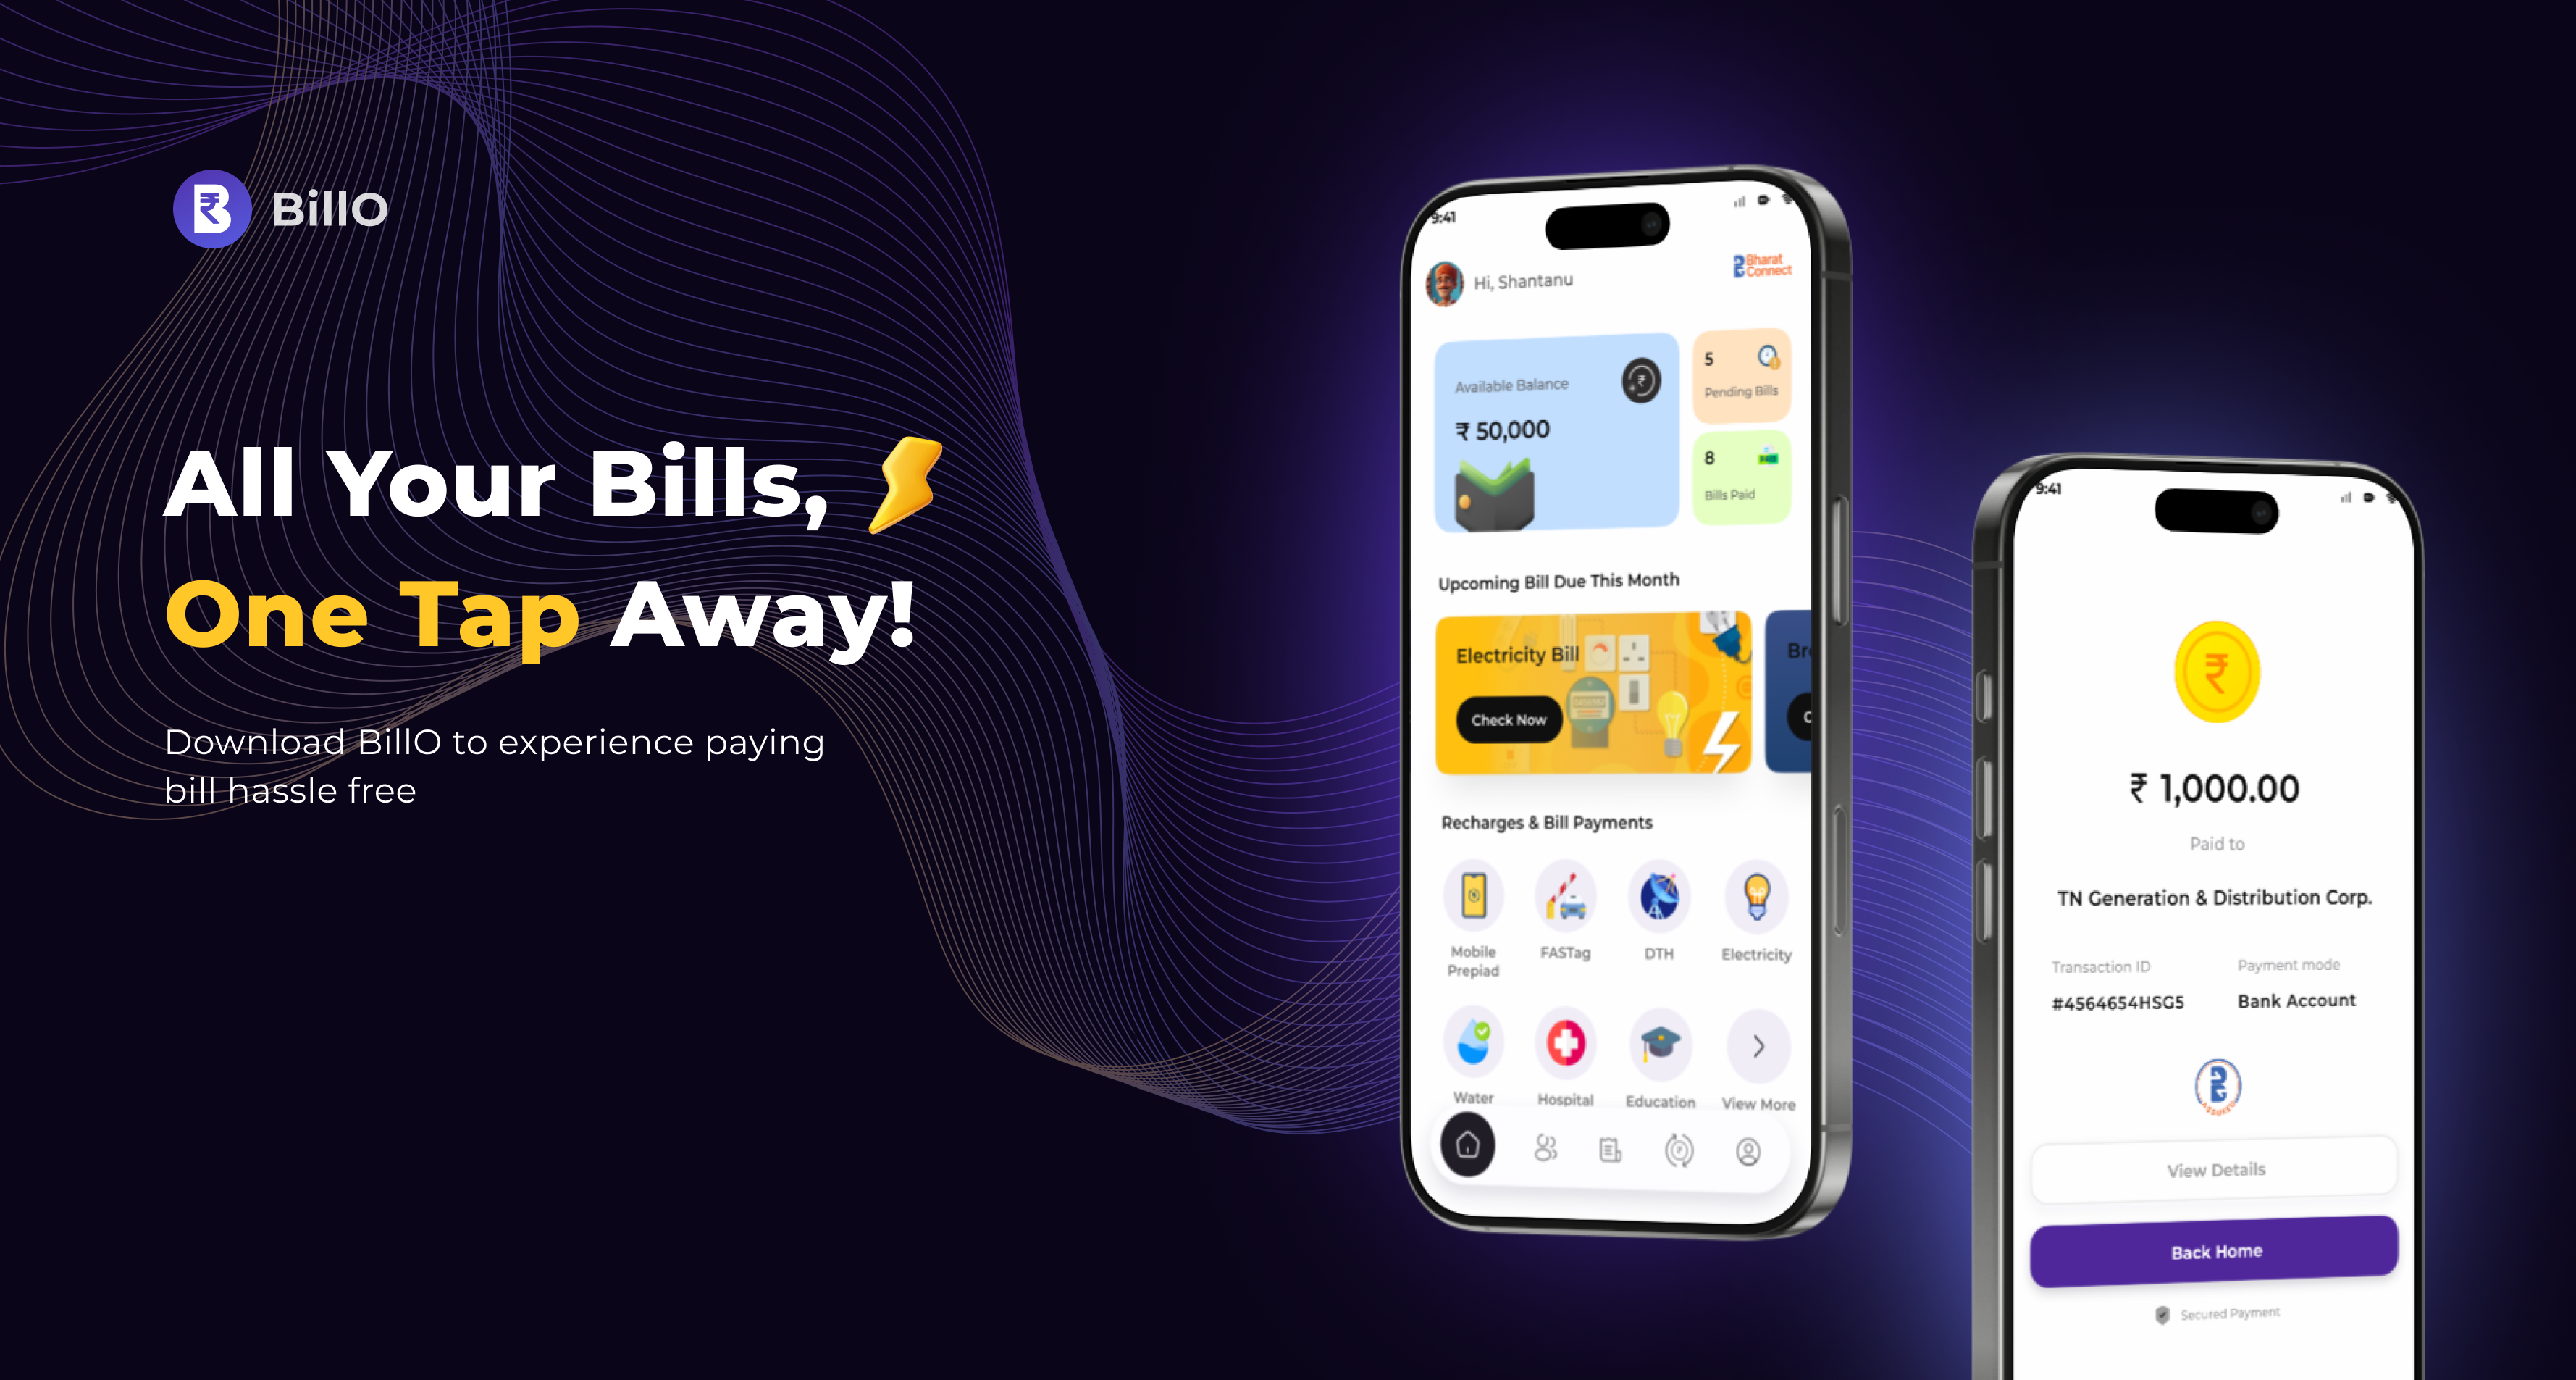 BillO
All Your Bills,
One Tap Away!
Download BillO to experience paying
bill hassle free
9:41
Hi, Shantanu
Bharat
Connect
Available Balance
₹ 50,000
5
Pending Bills
8
Bills Paid
Upcoming Bill Due This Month
Electricity Bill
Check Now
Recharges & Bill Payments
Mobile
Prepiad
FASTag
DTH
Electricity
Water
Hospital
Education
View More
9:41
₹
₹ 1,000.00
Paid to
TN Generation & Distribution Corp.
Transaction ID
Payment mode
#4564654HSG5
Bank Account
ASSURED
View Details
Back Home
Secured Payment